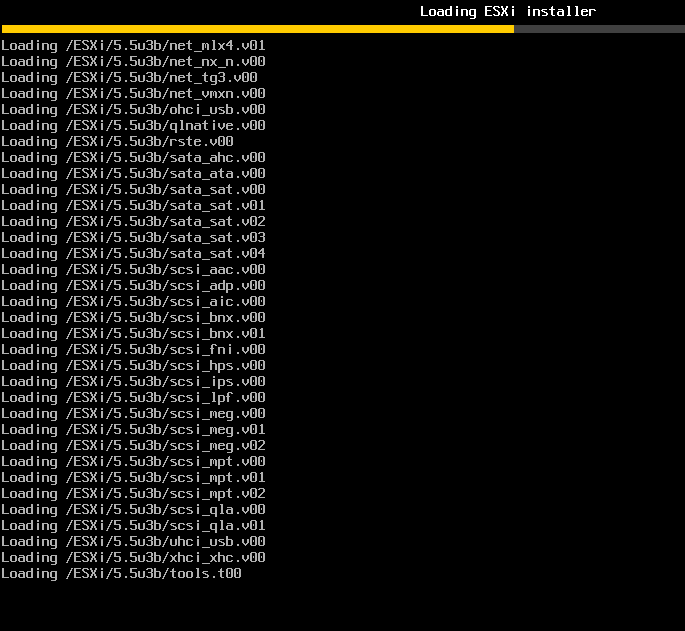 Loading ESXi installer
Loading /ESXi/5.5u3b/net_mlx4.v01
Loading /ESXi/5.5u3b/net_nx_n.v00
Loading /ESXi/5.5u3b/net_tg3.v00
Loading /ESXi/5.5u3b/net_vmxn.v00
Loading /ESXi/5.5u3b/ohci_usb.v00
Loading /ESXi/5.5u3b/qlnative.v00
Loading /ESXi/5.5u3b/rste.v00
Loading /ESXi/5.5u3b/sata_ahc.v00
Loading /ESXi/5.5u3b/sata_ata.v00
Loading /ESXi/5.5u3b/sata_sat.v00
Loading /ESXi/5.5u3b/sata_sat.v01
Loading /ESXi/5.5u3b/sata_sat.v02
Loading /ESXi/5.5u3b/sata_sat.v03
Loading /ESXi/5.5u3b/sata_sat.v04
Loading /ESXi/5.5u3b/scsi_aac.v00
Loading /ESXi/5.5u3b/scsi_adp.v00
Loading /ESXi/5.5u3b/scsi_aic.v00
Loading /ESXi/5.5u3b/scsi_bnx.v00
Loading /ESXi/5.5u3b/scsi_bnx.v01
Loading /ESXi/5.5u3b/scsi_fni.v00
Loading /ESXi/5.5u3b/scsi_hps.v00
Loading /ESXi/5.5u3b/scsi_ips.v00
Loading /ESXi/5.5u3b/scsi_lpf.v00
Loading /ESXi/5.5u3b/scsi_meg.v00
Loading /ESXi/5.5u3b/scsi_meg.v01
Loading /ESXi/5.5u3b/scsi_meg.v02
Loading /ESXi/5.5u3b/scsi_mpt.v00
Loading /ESXi/5.5u3b/scsi_mpt.v01
Loading /ESXi/5.5u3b/scsi_mpt.v02
Loading /ESXi/5.5u3b/scsi_qla.v00
Loading /ESXi/5.5u3b/scsi_qla.v01
Loading /ESXi/5.5u3b/uhci_usb.v00
Loading /ESXi/5.5u3b/xhci_xhc.v00
Loading /ESXi/5.5u3b/tools.t00